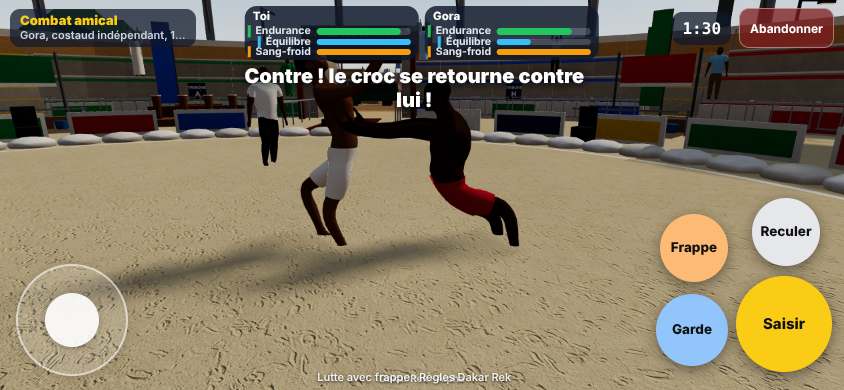 Combat amical
Gora, costaud indépendant, 1...
Toi
Endurance
Équilibre
Sang-froid
Gora
Endurance
Équilibre
Sang-froid
1:30
Abandonner
Contre ! le croc se retourne contre
lui !
Frappe
Reculer
Garde
Saisir
Lutte avec frappe Règles Dakar Rek